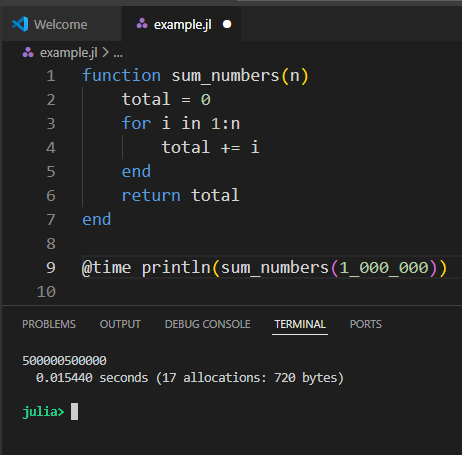 Welcome example.jl
example.jl > ...
1 function sum_numbers(n)
2     total = 0
3     for i in 1:n
4         total += i
5     end
6     return total
7 end
8
9 @time println(sum_numbers(1_000_000))
10
PROBLEMS OUTPUT DEBUG CONSOLE TERMINAL PORTS
500000500000
  0.015440 seconds (17 allocations: 720 bytes)
julia>